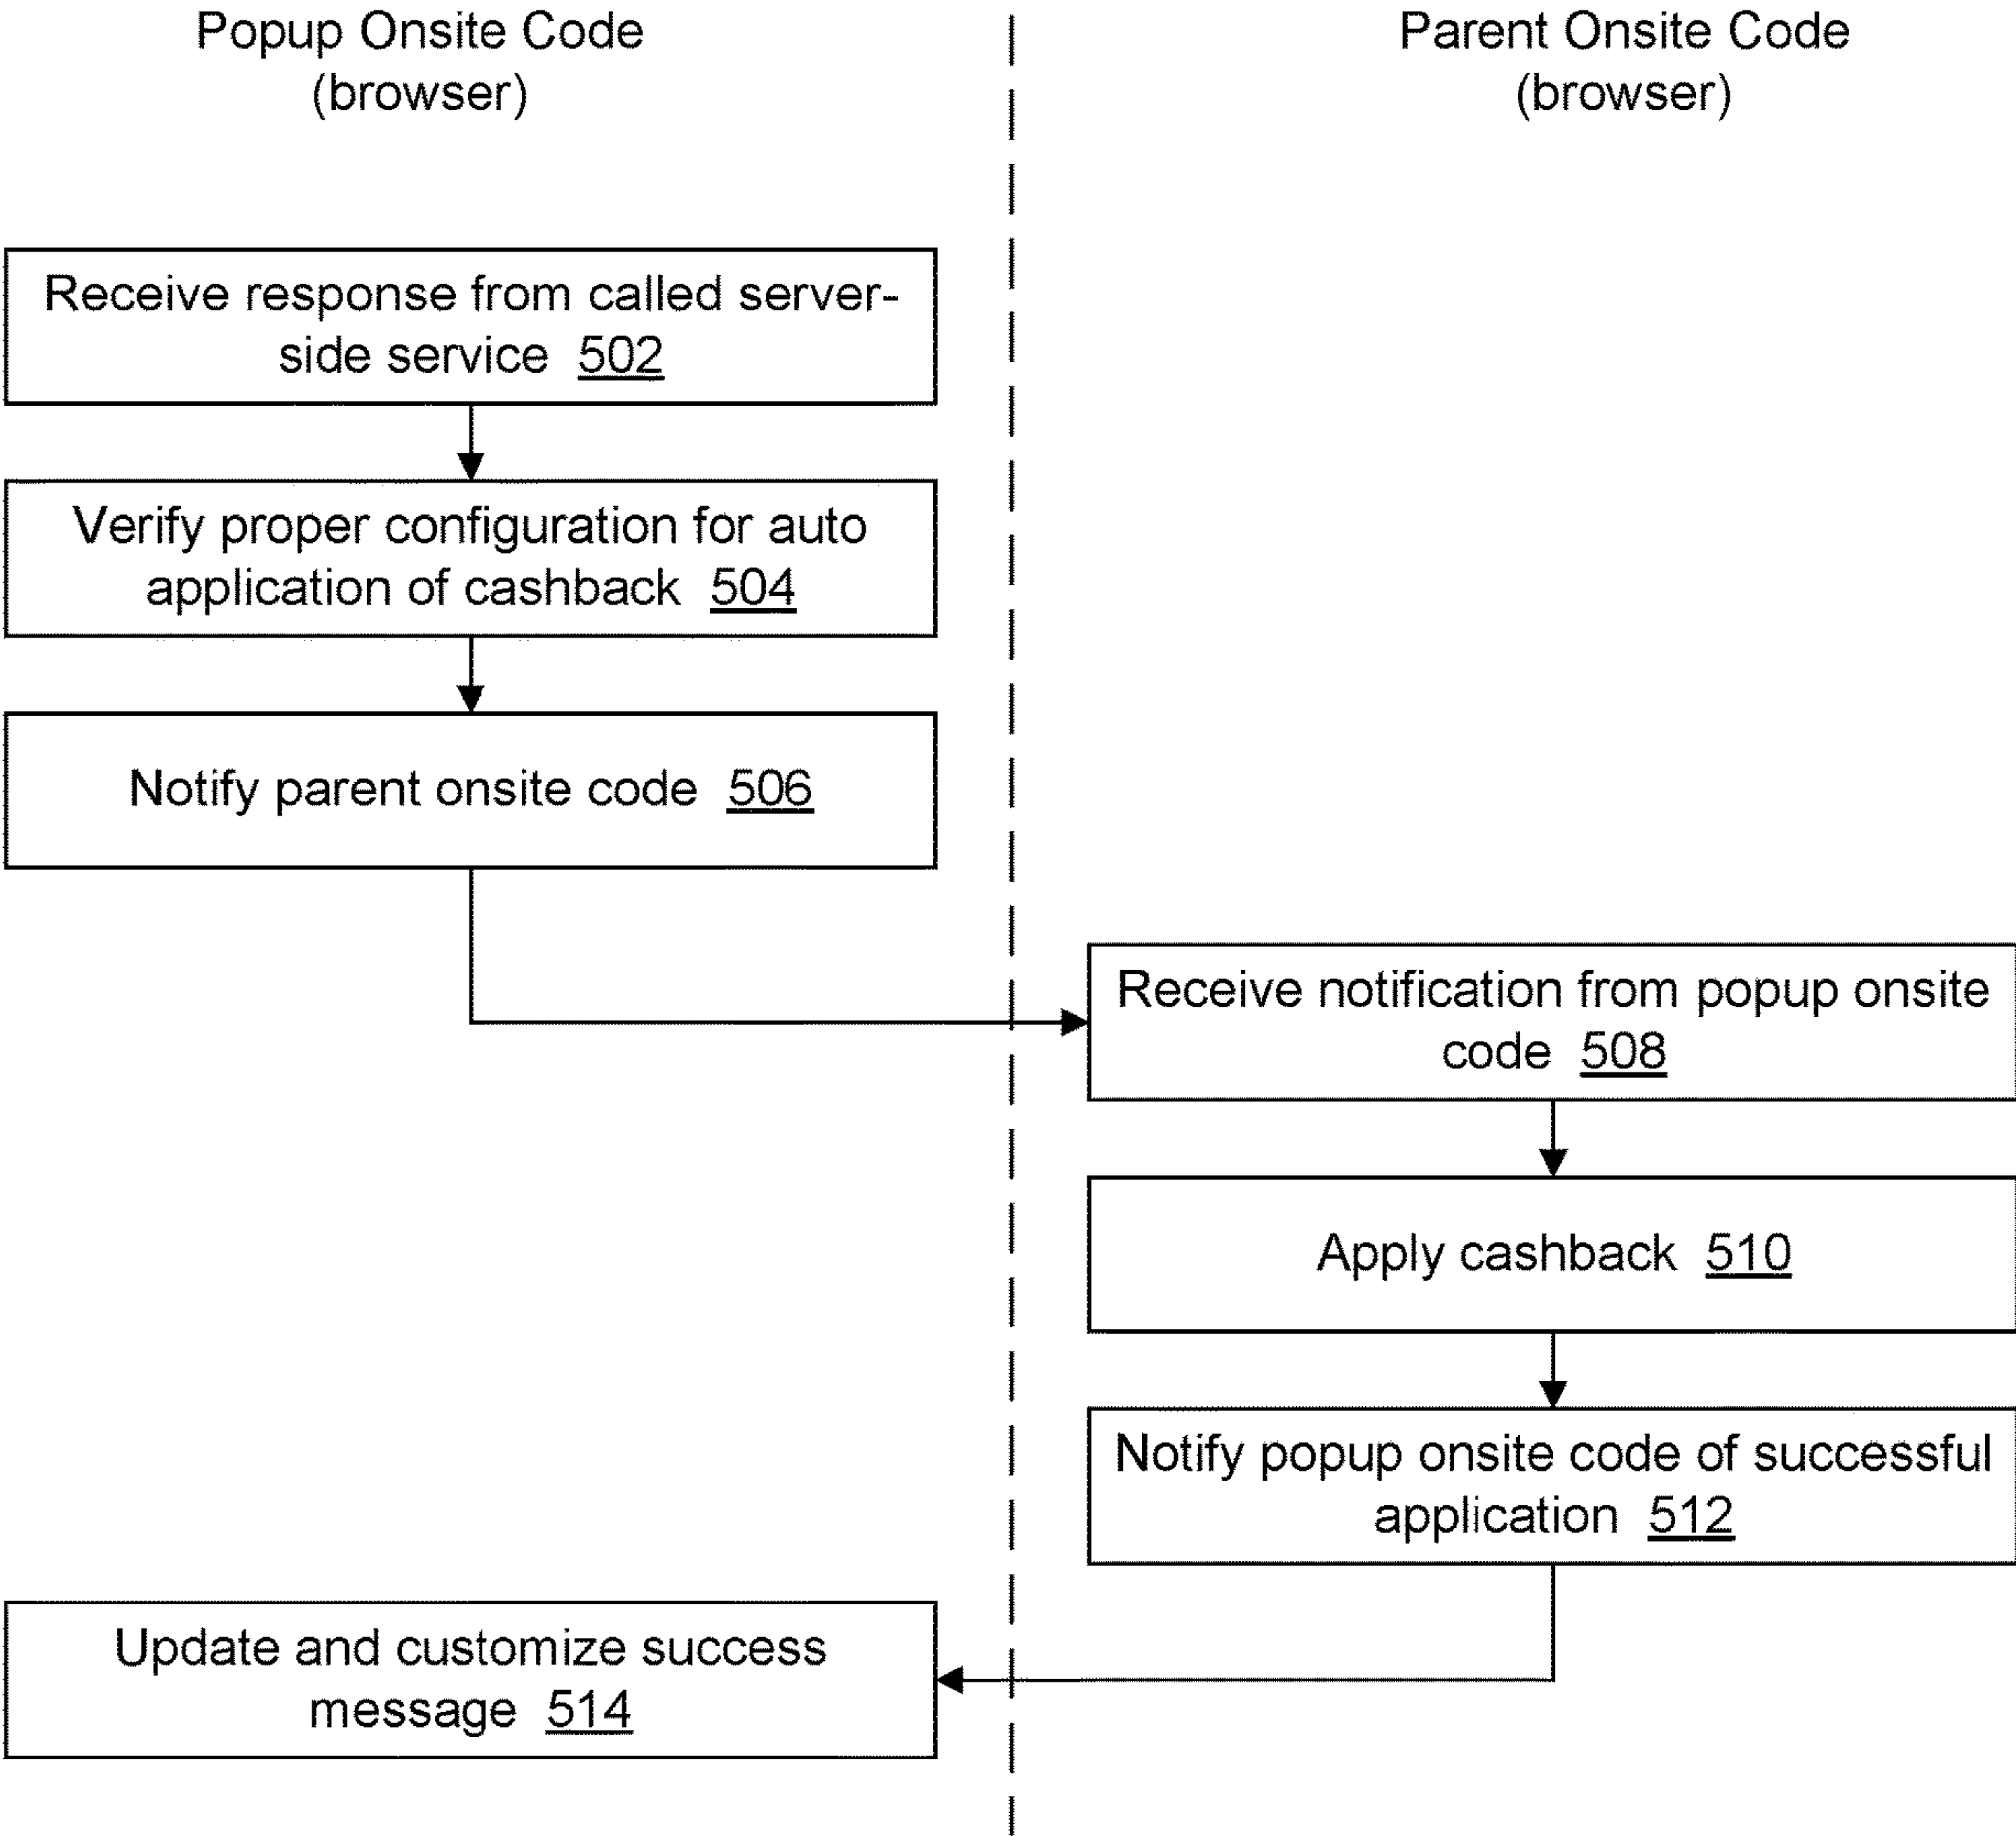 Popup Onsite Code
(browser)
Parent Onsite Code
(browser)
Receive response from called server-
side service 502
Verify proper configuration for auto
application of cashback 504
Notify parent onsite code 506
Receive notification from popup onsite
code 508
Apply cashback 510
Notify popup onsite code of successful
application 512
Update and customize success
message 514